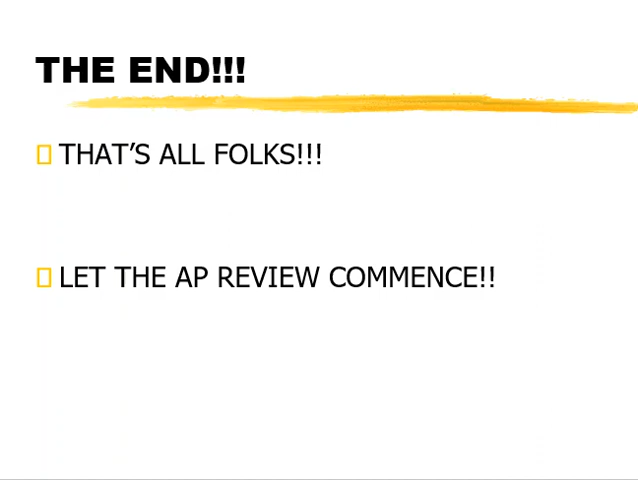 THE END!!!
THAT’S ALL FOLKS!!!
LET THE AP REVIEW COMMENCE!!